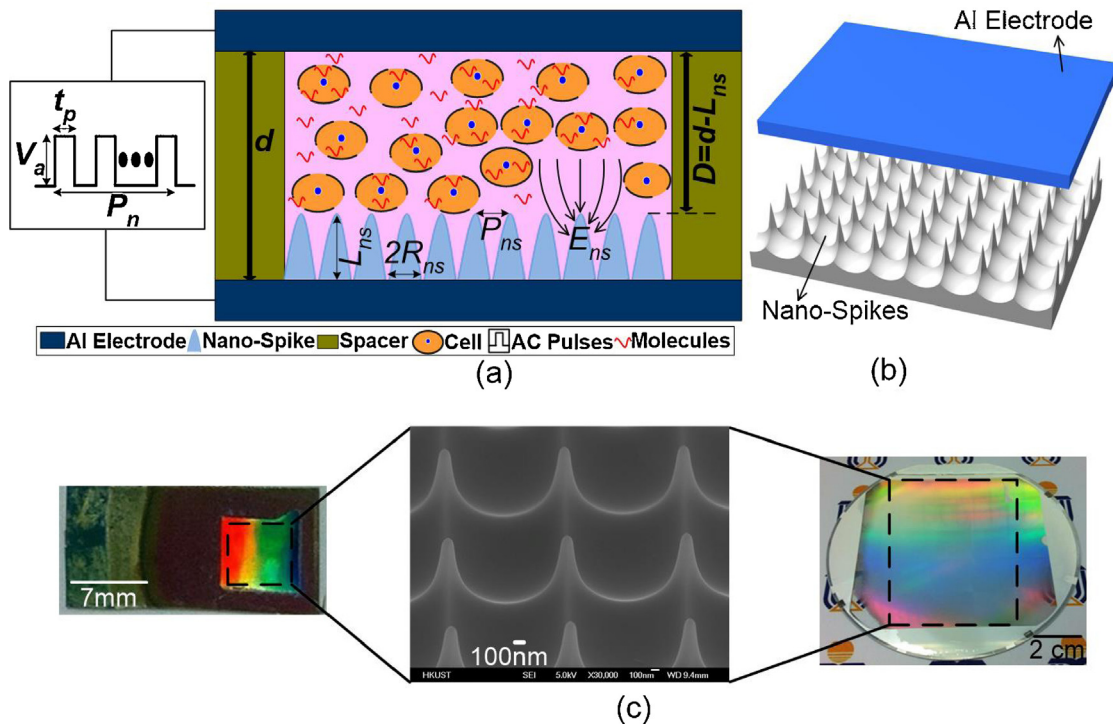 t_p
V_a
P_n
d
D=d-L_ns
L_ns
2R_ns
P_ns
E_ns
Al Electrode Nano-Spike Spacer Cell AC Pulses Molecules
(a)
Al Electrode
Nano-Spikes
(b)
7mm
100nm
HKUST SEI 5.0kV X30,000 100nm WD 9.4mm
2 cm
(c)